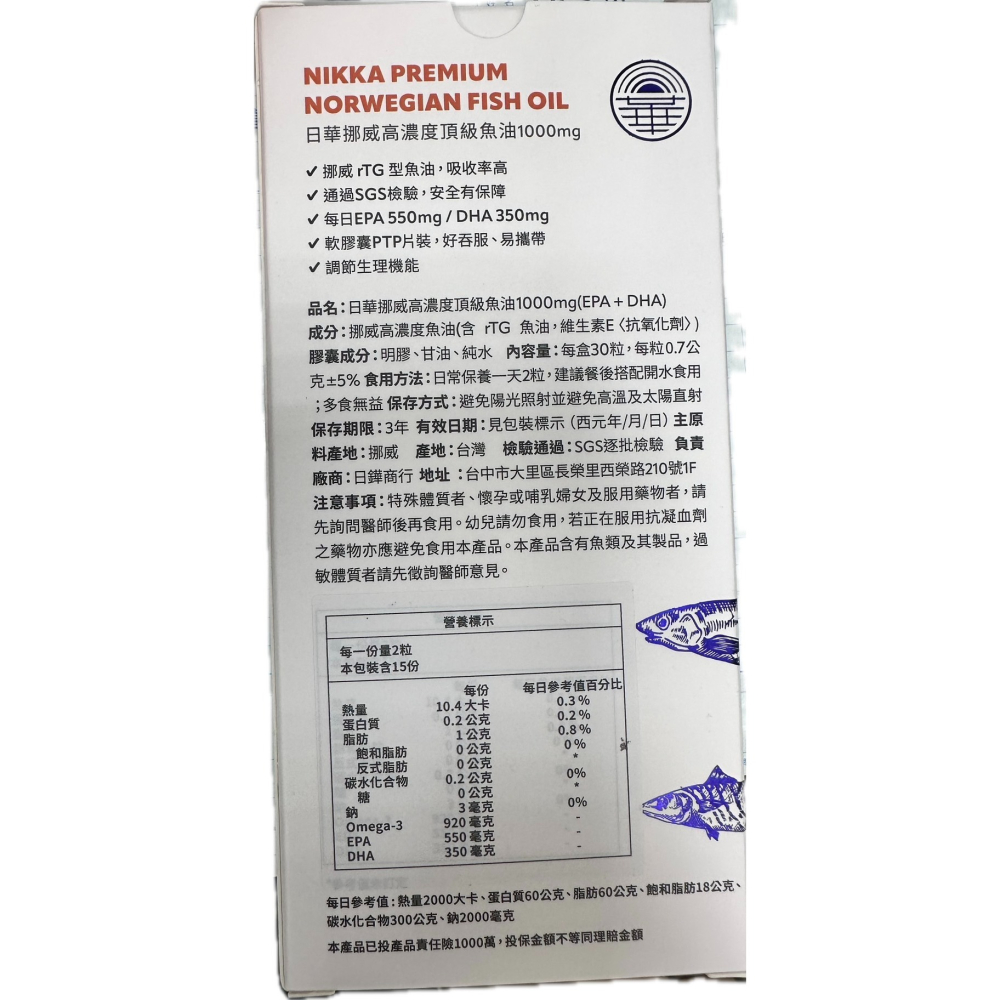 NIKKA PREMIUM
NORWEGIAN FISH OIL
日華挪威高濃度頂級魚油1000mg
✓ 挪威 rTG 型魚油，吸收率高
✓ 通過SGS檢驗，安全有保障
✓ 每日EPA 550mg / DHA 350mg
✓ 軟膠囊PTP片裝，好吞服、易攜帶
✓ 調節生理機能
品名：日華挪威高濃度頂級魚油1000mg(EPA + DHA)
成分：挪威高濃度魚油(含 rTG 魚油，維生素E〈抗氧化劑〉)
膠囊成分：明膠、甘油、純水 內容量：每盒30粒，每粒0.7公
克±5% 食用方法：日常保養一天2粒，建議餐後搭配開水食用
；多食無益 保存方式：避免陽光照射並避免高溫及太陽直射
保存期限：3年 有效日期：見包裝標示（西元年/月/日）主原
料產地：挪威 產地：台灣 檢驗通過：SGS逐批檢驗 負責
廠商：日鏵商行 地址：台中市大里區長榮里西榮路210號1F
注意事項：特殊體質者、懷孕或哺乳婦女及服用藥物者，請
先詢問醫師後再食用。幼兒請勿食用，若正在服用抗凝血劑
之藥物亦應避免食用本產品。本產品含有魚類及其製品，過
敏體質者請先徵詢醫師意見。
營養標示
每一份量2粒
本包裝含15份
每份 每日參考值百分比
熱量 10.4 大卡 0.3 %
蛋白質 0.2 公克 0.2 %
脂肪 1 公克 0.8 %
飽和脂肪 0 公克 0 %
反式脂肪 0 公克 *
碳水化合物 0.2 公克 0%
糖 0 公克 *
鈉 3 毫克 0%
Omega-3 920 毫克 -
EPA 550 毫克 -
DHA 350 毫克 -
每日參考值：熱量2000大卡、蛋白質60公克、脂肪60公克、飽和脂肪18公克、
碳水化合物300公克、鈉2000毫克
本產品已投產品責任險1000萬，投保金額不等同理賠金額